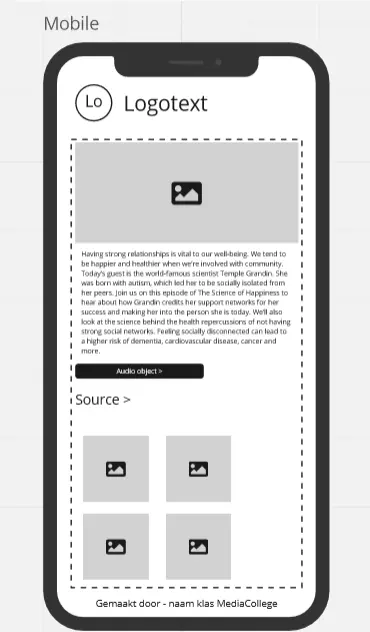 Mobile
Lo
Logotext
Having strong relationships is vital to our well-being. We tend to
be happier and healthier when we're involved with community.
Today's guest is the world-famous scientist Temple Grandin. She
was born with autism, which led her to be socially isolated from
her peers. Join us on this episode of The Science of Happiness to
hear about how Grandin credits her support networks for her
success and making her into the person she is today. We'll also
look at the science behind the health repercussions of not having
strong social networks. Feeling socially disconnected can lead to
a higher risk of dementia, cardiovascular disease, cancer and
more.
Audio object >
Source >
Gemaakt door - naam klas MediaCollege